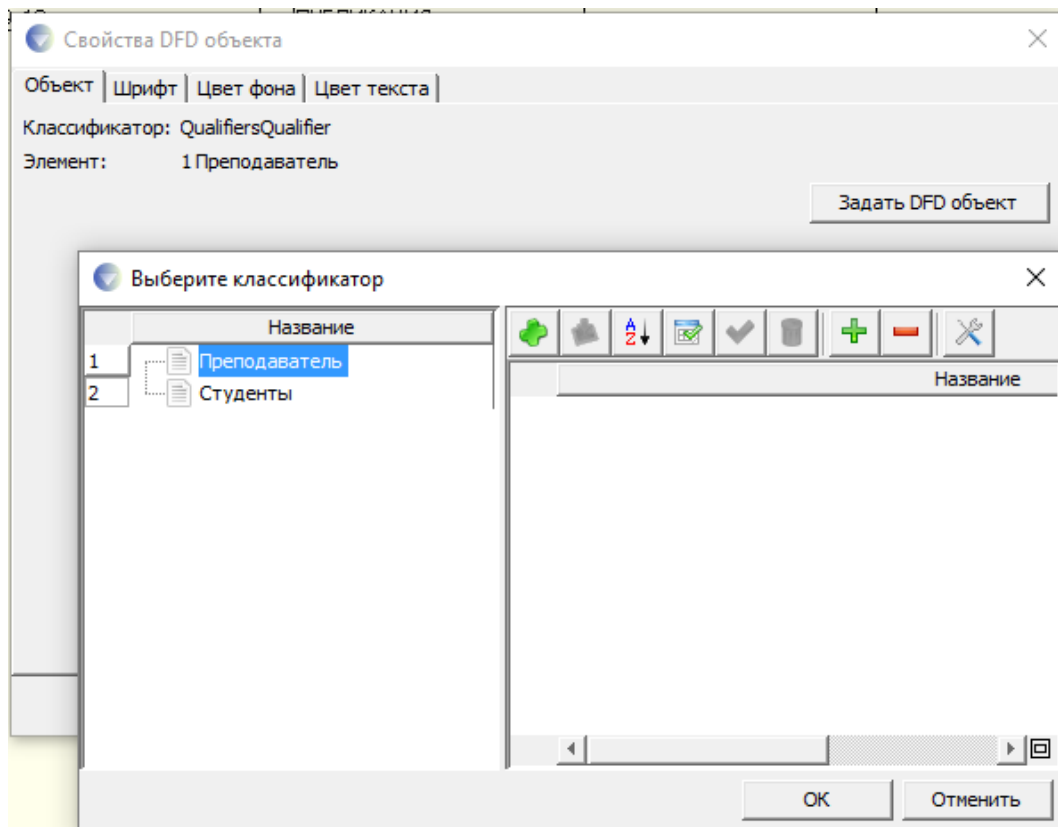 Свойства DFD объекта
Объект Шрифт Цвет фона Цвет текста
Классификатор: QualifiersQualifier
Элемент: 1 Преподаватель
Задать DFD объект
Выберите классификатор
Название
1 Преподаватель
2 Студенты
A
Z
Название
OK Отменить